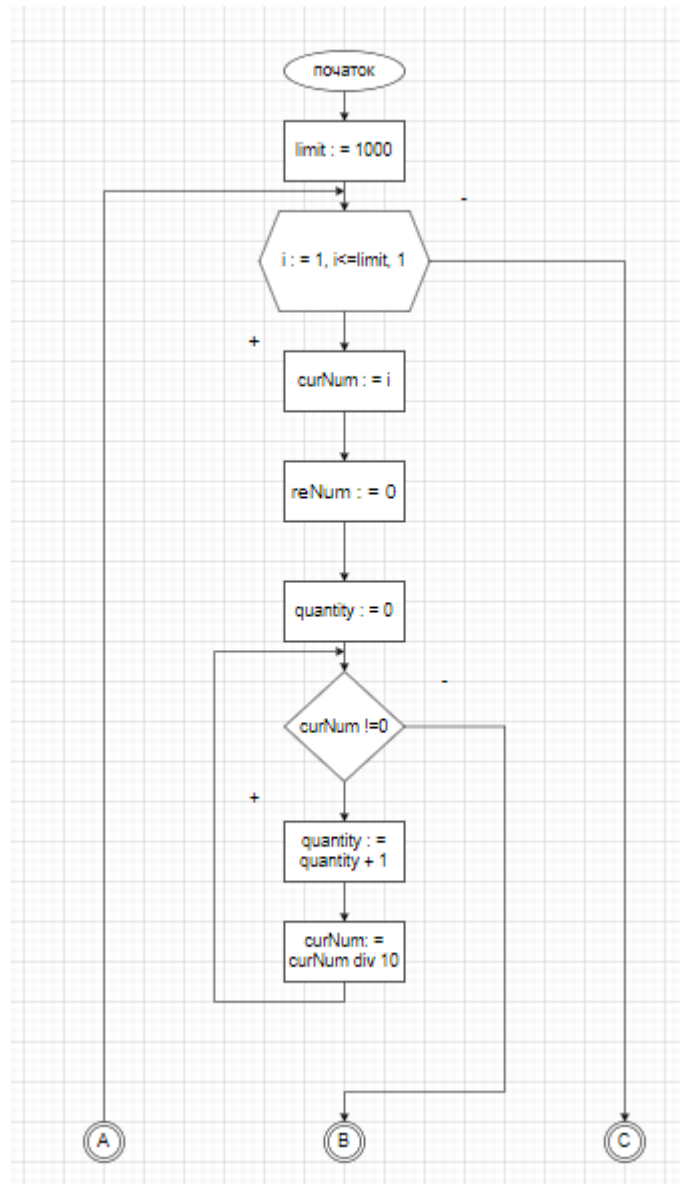 початок
limit : = 1000
-
i : = 1, i<=limit, 1
+
curNum : = i
reNum : = 0
quantity : = 0
-
curNum !=0
+
quantity : =
quantity + 1
curNum: =
curNum div 10
A
B
C